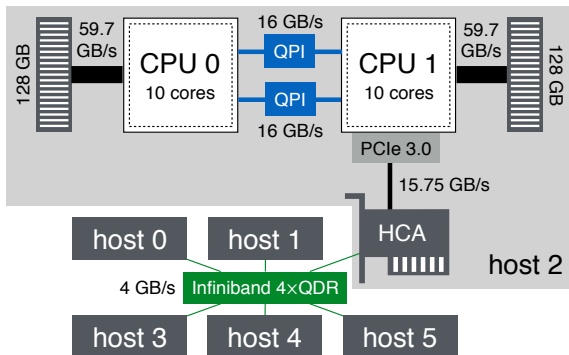 16 GB/s
59.7
GB/s
59.7
GB/s
128 GB
CPU 0
10 cores
QPI
CPU 1
10 cores
128 GB
QPI
16 GB/s
PCIe 3.0
15.75 GB/s
host 0
host 1
HCA
host 2
4 GB/s
Infiniband 4×QDR
host 3
host 4
host 5